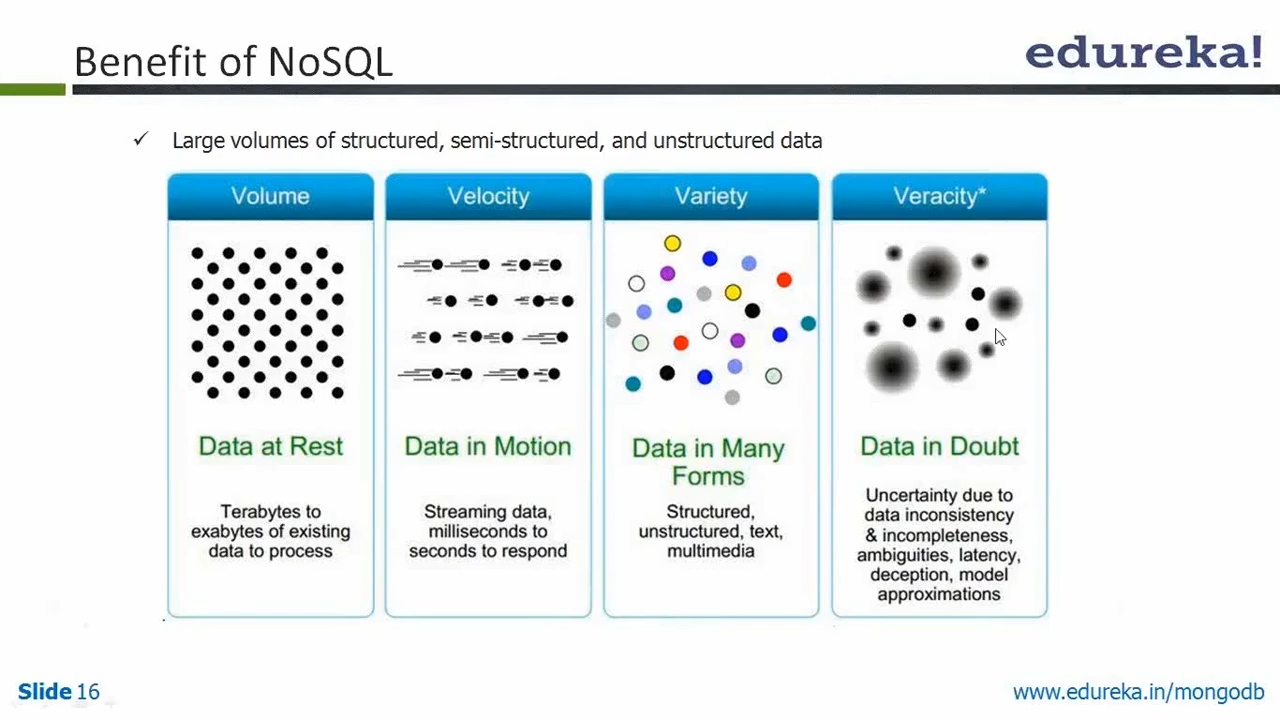 Benefit of NoSQL
edureka!
✓ Large volumes of structured, semi-structured, and unstructured data
Volume
Data at Rest
Terabytes to
exabytes of existing
data to process
Velocity
Data in Motion
Streaming data,
milliseconds to
seconds to respond
Variety
Data in Many
Forms
Structured,
unstructured, text,
multimedia
Veracity*
Data in Doubt
Uncertainty due to
data inconsistency
& incompleteness,
ambiguities, latency,
deception, model
approximations
Slide 16
www.edureka.in/mongodb